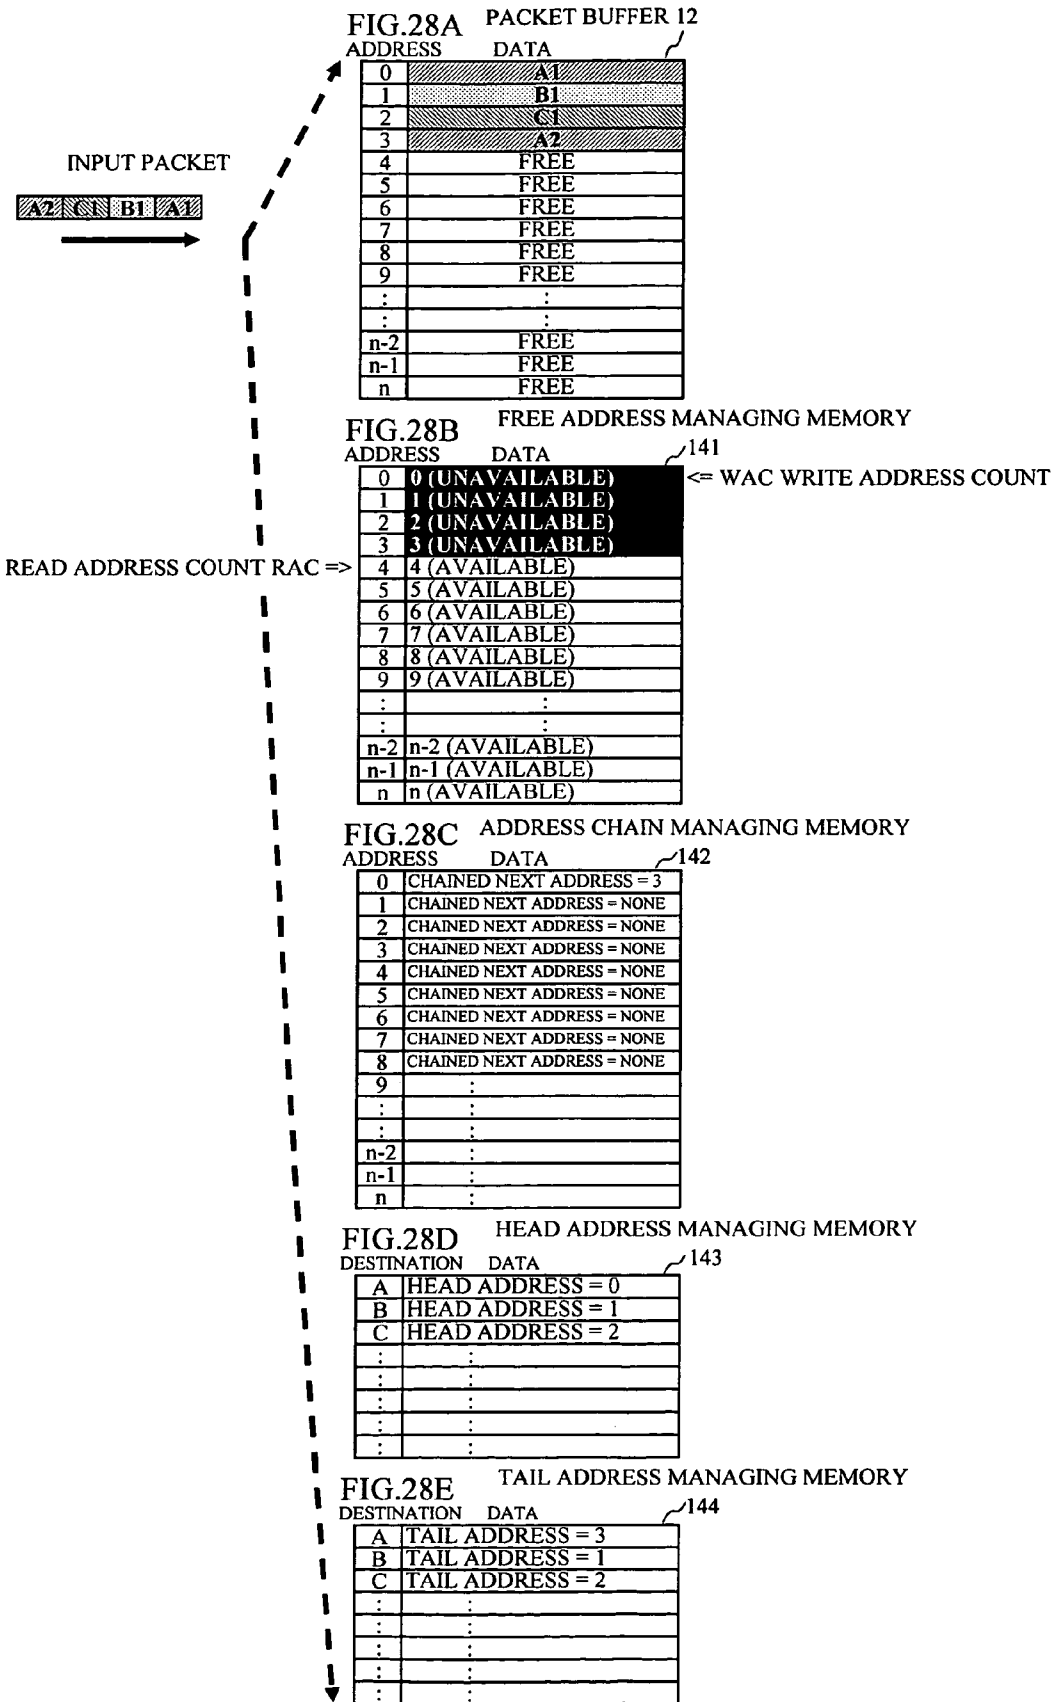 FIG.28A PACKET BUFFER 12
ADDRESS DATA
0 A1
1 B1
2 C1
3 A2
4 FREE
5 FREE
6 FREE
7 FREE
8 FREE
9 FREE
: :
: :
n-2 FREE
n-1 FREE
n FREE
INPUT PACKET
A2 C1 B1 A1
FIG.28B FREE ADDRESS MANAGING MEMORY
ADDRESS DATA 141
0 0 (UNAVAILABLE) <= WAC WRITE ADDRESS COUNT
1 1 (UNAVAILABLE)
2 2 (UNAVAILABLE)
3 3 (UNAVAILABLE)
READ ADDRESS COUNT RAC => 4 4 (AVAILABLE)
5 5 (AVAILABLE)
6 6 (AVAILABLE)
7 7 (AVAILABLE)
8 8 (AVAILABLE)
9 9 (AVAILABLE)
: :
: :
n-2 n-2 (AVAILABLE)
n-1 n-1 (AVAILABLE)
n n (AVAILABLE)
FIG.28C ADDRESS CHAIN MANAGING MEMORY
ADDRESS DATA 142
0 CHAINED NEXT ADDRESS = 3
1 CHAINED NEXT ADDRESS = NONE
2 CHAINED NEXT ADDRESS = NONE
3 CHAINED NEXT ADDRESS = NONE
4 CHAINED NEXT ADDRESS = NONE
5 CHAINED NEXT ADDRESS = NONE
6 CHAINED NEXT ADDRESS = NONE
7 CHAINED NEXT ADDRESS = NONE
8 CHAINED NEXT ADDRESS = NONE
9 :
: :
: :
n-2 :
n-1 :
n :
FIG.28D HEAD ADDRESS MANAGING MEMORY
DESTINATION DATA 143
A HEAD ADDRESS = 0
B HEAD ADDRESS = 1
C HEAD ADDRESS = 2
: :
: :
: :
: :
: :
FIG.28E TAIL ADDRESS MANAGING MEMORY
DESTINATION DATA 144
A TAIL ADDRESS = 3
B TAIL ADDRESS = 1
C TAIL ADDRESS = 2
: :
: :
: :
: :
: :